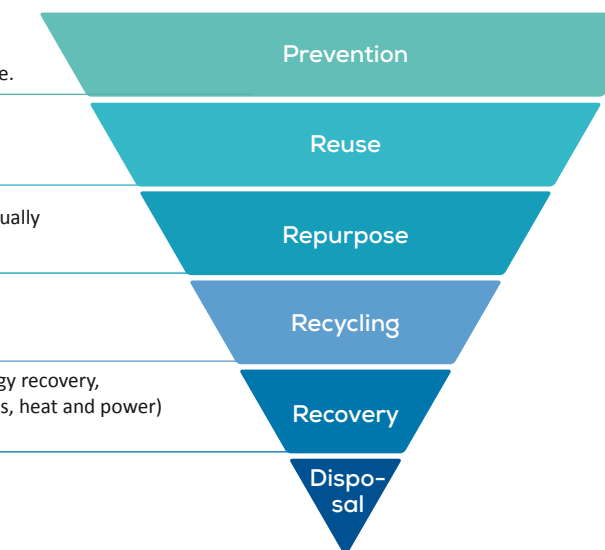 Prevention
e.
Reuse
ually
Repurpose
Recycling
gy recovery,
s, heat and power)
Recovery
Dispo-
sal